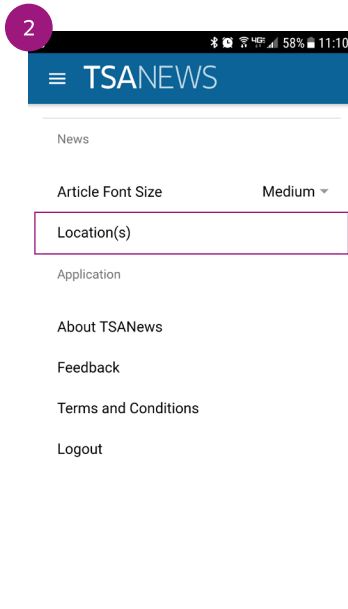 2
4G 58% 11:10
TSANEWS
News
Article Font Size Medium
Location(s)
Application
About TSANews
Feedback
Terms and Conditions
Logout